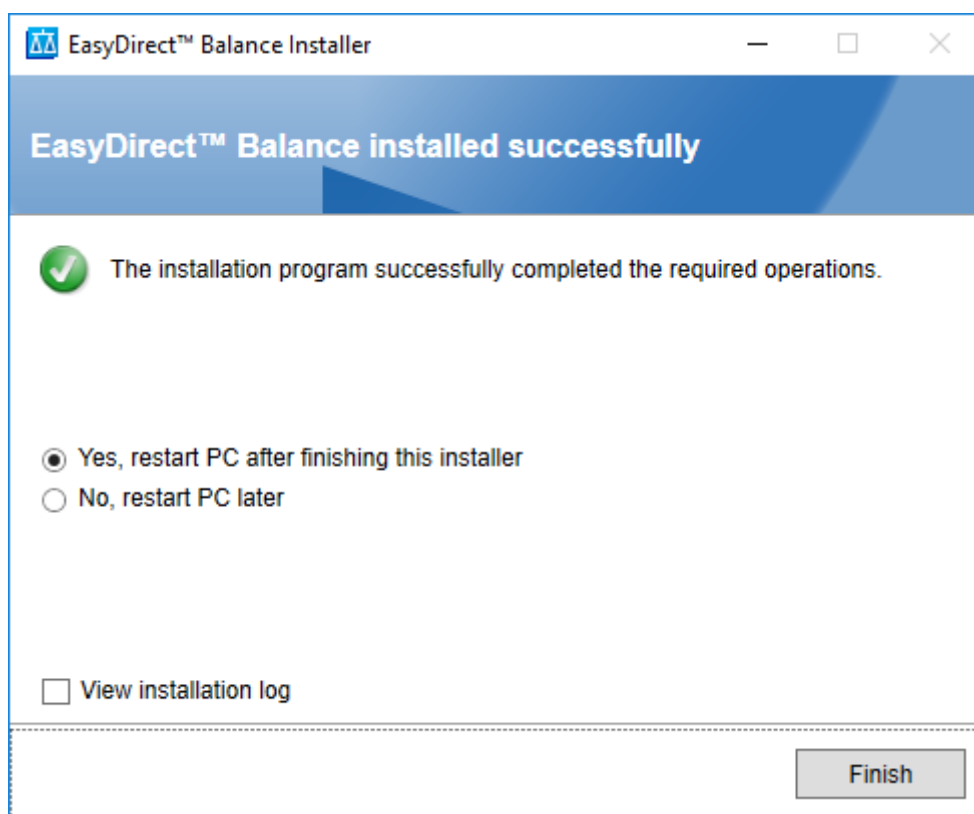 EasyDirect™ Balance Installer
EasyDirect™ Balance installed successfully
The installation program successfully completed the required operations.
Yes, restart PC after finishing this installer
No, restart PC later
View installation log
Finish